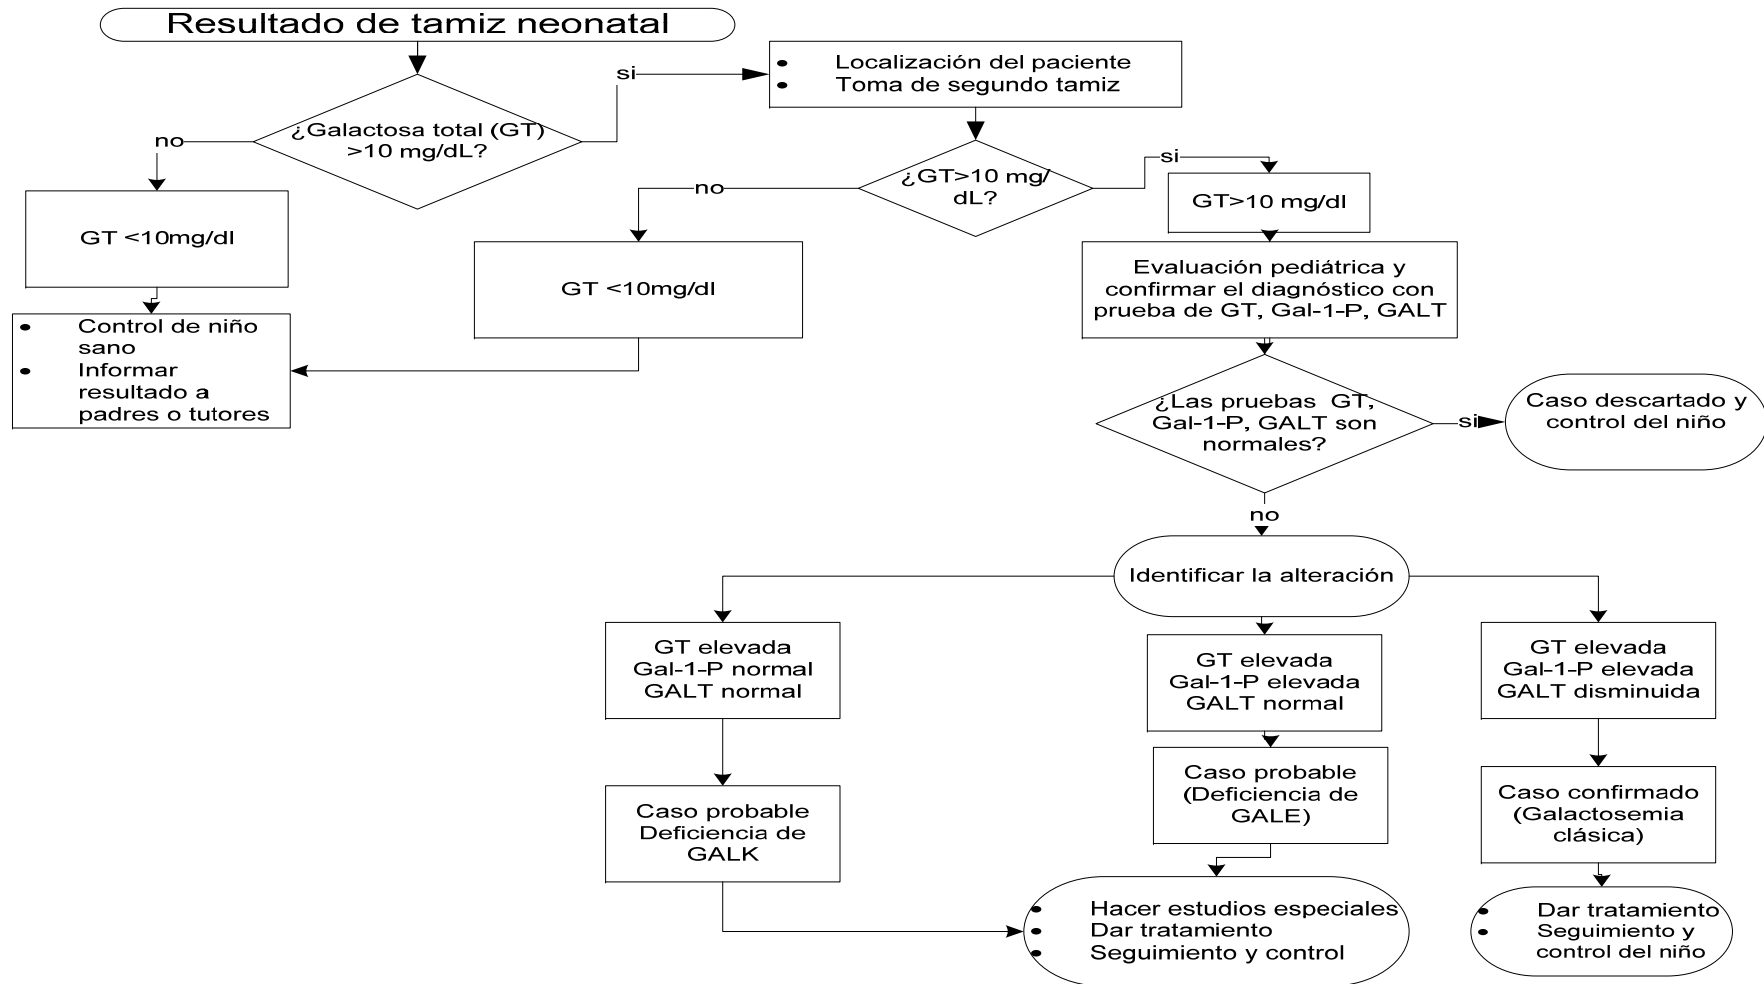 Resultado de tamiz neonatal
¿Galactosa total (GT)
>10 mg/dL?
si
no
• Localización del paciente
• Toma de segundo tamiz
¿GT>10 mg/
dL?
no
si
GT <10mg/dl
GT <10mg/dl
GT>10 mg/dl
• Control de niño
sano
• Informar
resultado a
padres o tutores
Evaluación pediátrica y
confirmar el diagnóstico con
prueba de GT, Gal-1-P, GALT
¿Las pruebas GT,
Gal-1-P, GALT son
normales?
si
Caso descartado y
control del niño
no
Identificar la alteración
GT elevada
Gal-1-P normal
GALT normal
GT elevada
Gal-1-P elevada
GALT normal
GT elevada
Gal-1-P elevada
GALT disminuida
Caso probable
Deficiencia de
GALK
Caso probable
(Deficiencia de
GALE)
Caso confirmado
(Galactosemia
clásica)
• Hacer estudios especiales
• Dar tratamiento
• Seguimiento y control
• Dar tratamiento
• Seguimiento y
control del niño